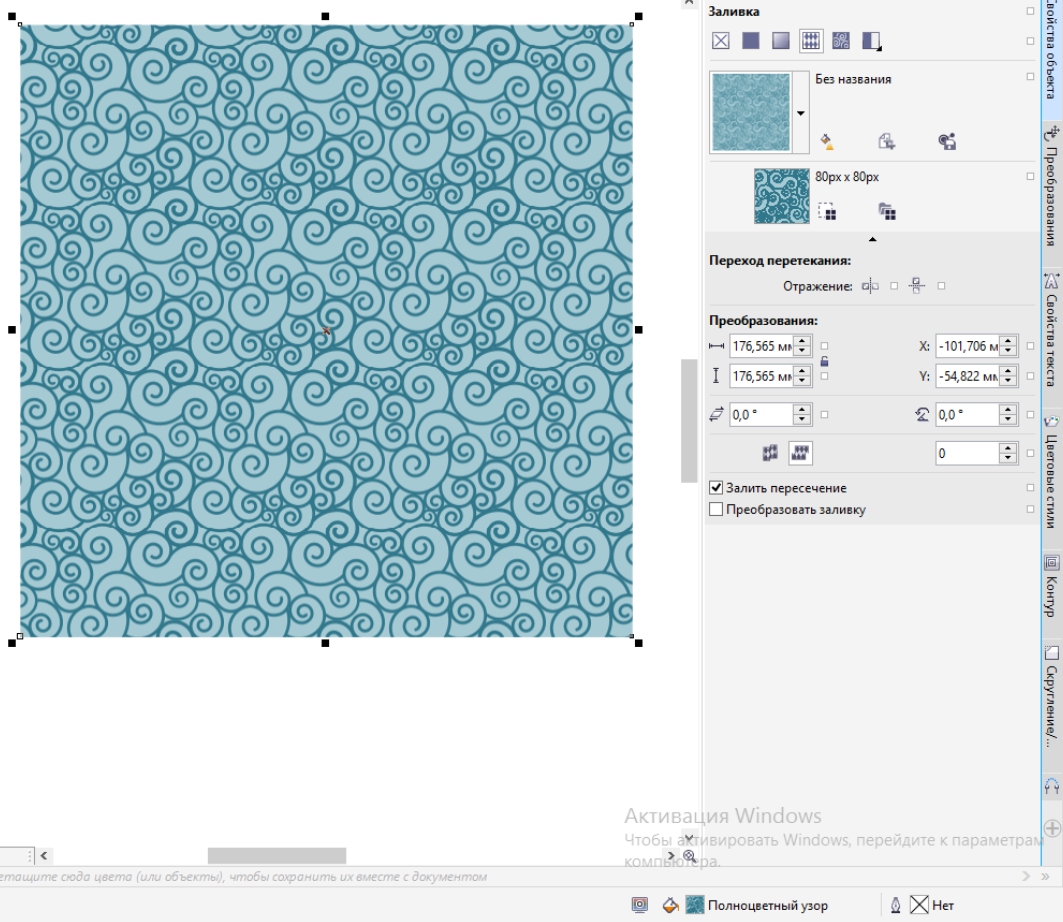 Заливка
Без названия
80px x 80px
Переход перетекания:
Отражение:
Преобразования:
176,565 мм X: -101,706 м
176,565 мм Y: -54,822 мм
0,0 ° 0,0 °
0
Залить пересечение
Преобразовать заливку
Свойства объекта
Преобразования
Свойства текста
Цветовые стили
Контур
Скругление/...
Активация Windows
Чтобы активировать Windows, перейдите к параметрам
компьютера.
етащите сюда цвета (или объекты), чтобы сохранить их вместе с документом
Полноцветный узор Нет